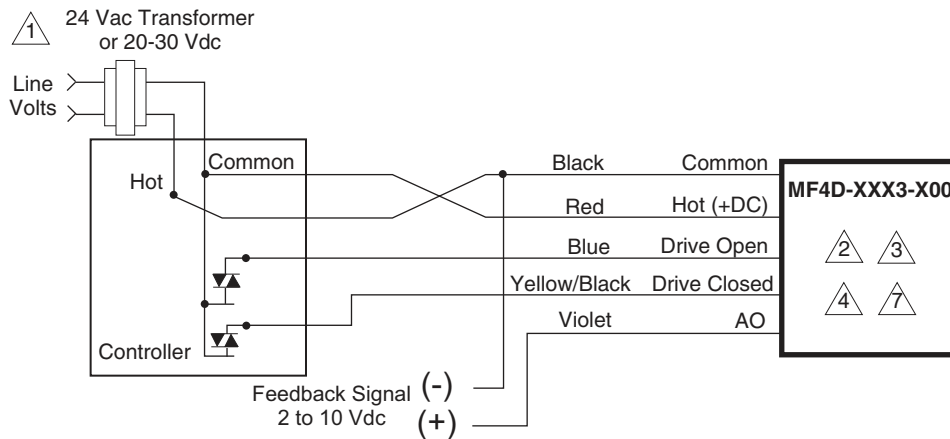 1
24 Vac Transformer
or 20-30 Vdc
Line
Volts
Common
Hot
Black
Common
MF4D-XXX3-X00
Red
Hot (+DC)
Blue
Drive Open
2
3
Yellow/Black
Drive Closed
4
7
Violet
AO
Controller
Feedback Signal (-)
2 to 10 Vdc (+)